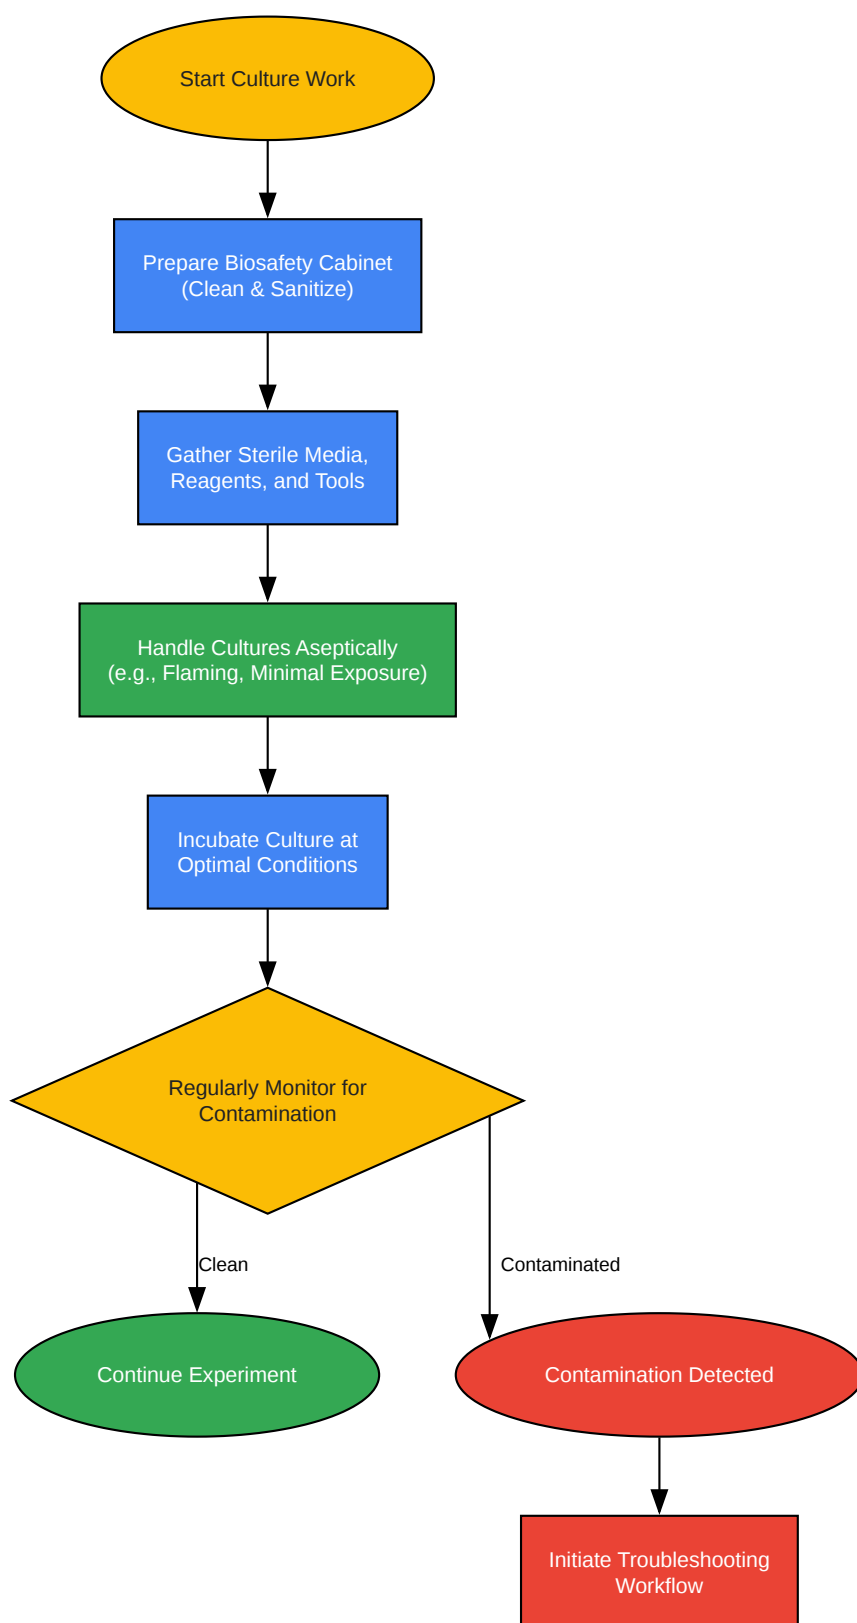 Start Culture Work
Prepare Biosafety Cabinet
(Clean & Sanitize)
Gather Sterile Media,
Reagents, and Tools
Handle Cultures Aseptically
(e.g., Flaming, Minimal Exposure)
Incubate Culture at
Optimal Conditions
Regularly Monitor for
Contamination
Clean
Contaminated
Continue Experiment
Contamination Detected
Initiate Troubleshooting
Workflow